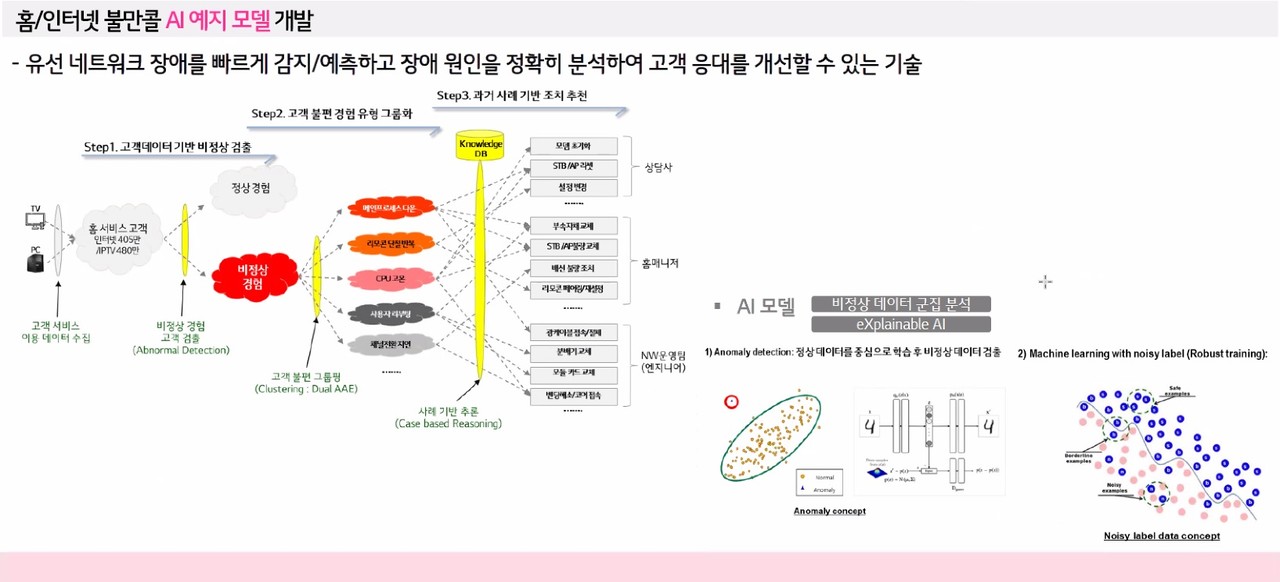 홈/인터넷 불만콜 AI 예지 모델 개발
- 유선 네트워크 장애를 빠르게 감지/예측하고 장애 원인을 정확히 분석하여 고객 응대를 개선할 수 있는 기술
Step1. 고객데이터 기반 비정상 검출
Step2. 고객 불편 경험 유형 그룹화
Step3. 과거 사례 기반 조치 추천
TV
PC
홈 서비스 고객
인터넷 405만
/IPTV 480만
정상 경험
비정상
경험
고객 서비스
이용 데이터 수집
비정상 경험
고객 검출
(Abnormal Detection)
메인프로세스 다운
리모콘 단절반복
CPU 고온
사용자 리부팅
채널전환 지연
......
고객 불편 그룹핑
(Clustering : Dual AAE)
Knowledge
DB
사례 기반 추론
(Case based Reasoning)
모뎀 초기화
STB /AP 리셋
설정 변경
......
상담사
부속자재 교체
STB /AP불량 교체
배선 불량 조치
리모콘 페어링/재설정
......
홈매니저
광케이블 접속/절체
분배기 교체
모듈 카드 교체
벤딩해소/코어 접속
......
NW운영팀
(엔지니어)
▪ AI 모델
비정상 데이터 군집 분석
eXplainable AI
1) Anomaly detection: 정상 데이터를 중심으로 학습 후 비정상 데이터 검출
Normal
Anomaly
Anomaly concept
2) Machine learning with noisy label (Robust training):
Safe
examples
Borderline
examples
Noisy
examples
Noisy label data concept